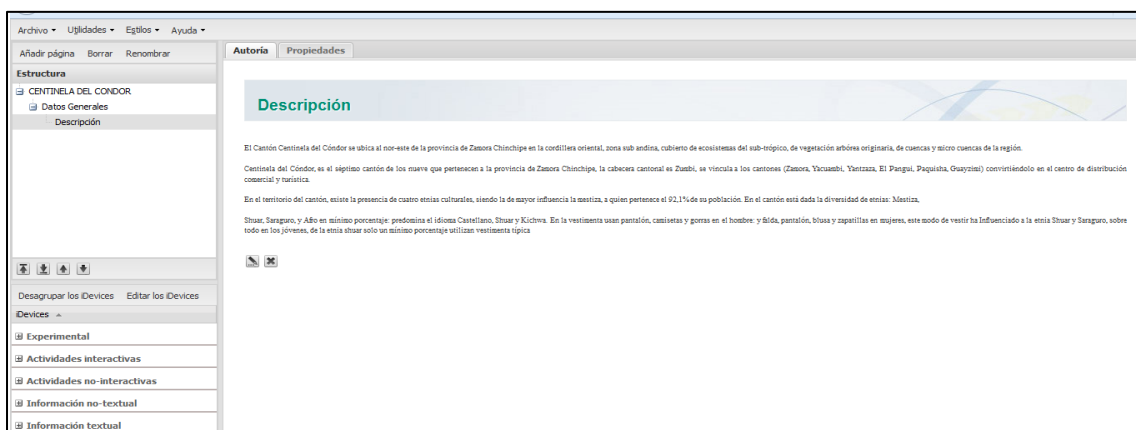 Archivo Utilidades Estilos Ayuda
Añadir página Borrar Renombrar
Estructura
CENTINELA DEL CONDOR
Datos Generales
Descripción
Desagrupar los iDevices Editar los iDevices
iDevices
Experimental
Actividades interactivas
Actividades no-interactivas
Información no-textual
Información textual
Autoría Propiedades
Descripción
El Cantón Centinela del Cóndor se ubica al nor-este de la provincia de Zamora Chinchipe en la cordillera oriental, zona sub andina, cubierto de ecosistemas del sub-trópico, de vegetación arbórea originaria, de cuencas y micro cuencas de la región.
Centinela del Cóndor, es el séptimo cantón de los nueve que pertenecen a la provincia de Zamora Chinchipe, la cabecera cantonal es Zumbi, se vincula a los cantones (Zamora, Yacuambi, Yantzaza, El Pangui, Paquisha, Guayzimi) convirtiéndolo en el centro de distribución
comercial y turística.
En el territorio del cantón, existe la presencia de cuatro etnias culturales, siendo la de mayor influencia la mestiza, a quien pertenece el 92,1% de su población. En el cantón está dada la diversidad de etnias: Mestiza,
Shuar, Saraguro, y Afro en mínimo porcentaje: predomina el idioma Castellano, Shuar y Kichwa. En la vestimenta usan pantalón, camisetas y gorras en el hombre: y falda, pantalón, blusa y zapatillas en mujeres, este modo de vestir ha Influenciado a la etnia Shuar y Saraguro, sobre
todo en los jóvenes, de la etnia shuar solo un mínimo porcentaje utilizan vestimenta típica